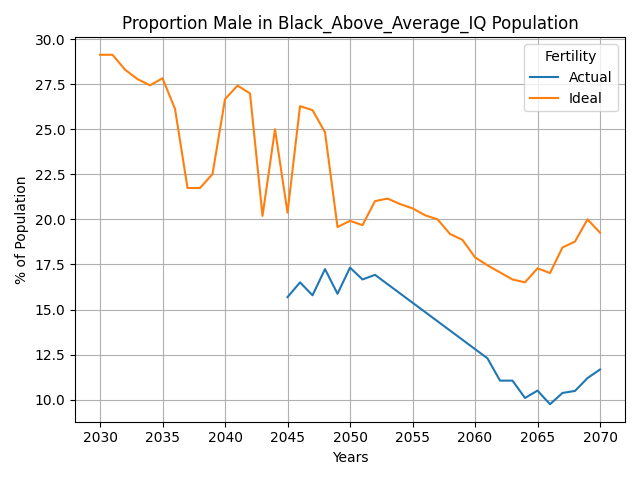 Proportion Male in Black_Above_Average_IQ Population
% of Population
30.0
27.5
25.0
22.5
20.0
17.5
15.0
12.5
10.0
Fertility
Actual
Ideal
2030 2035 2040 2045 2050 2055 2060 2065 2070
Years